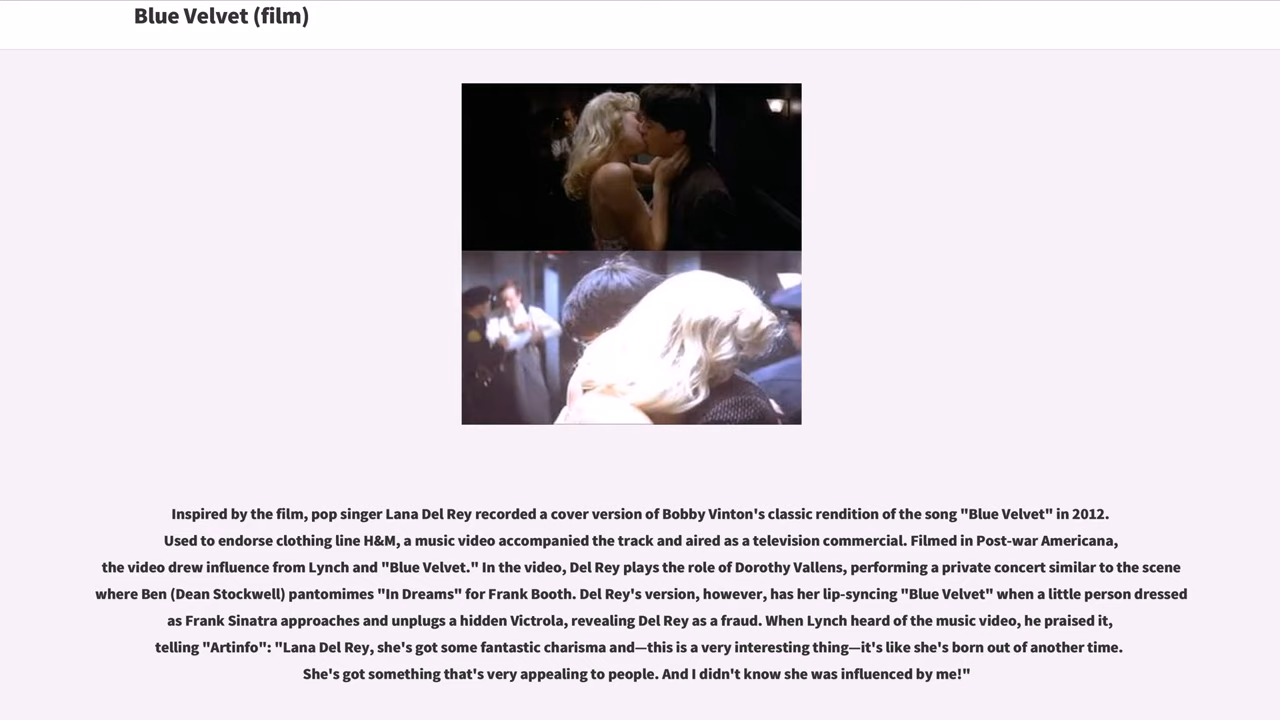 Blue Velvet (film)
Inspired by the film, pop singer Lana Del Rey recorded a cover version of Bobby Vinton's classic rendition of the song "Blue Velvet" in 2012.
Used to endorse clothing line H&M, a music video accompanied the track and aired as a television commercial. Filmed in Post-war Americana,
the video drew influence from Lynch and "Blue Velvet." In the video, Del Rey plays the role of Dorothy Vallens, performing a private concert similar to the scene
where Ben (Dean Stockwell) pantomimes "In Dreams" for Frank Booth. Del Rey's version, however, has her lip-syncing "Blue Velvet" when a little person dressed
as Frank Sinatra approaches and unplugs a hidden Victrola, revealing Del Rey as a fraud. When Lynch heard of the music video, he praised it,
telling "Artinfo": "Lana Del Rey, she's got some fantastic charisma and—this is a very interesting thing—it's like she's born out of another time.
She's got something that's very appealing to people. And I didn't know she was influenced by me!"